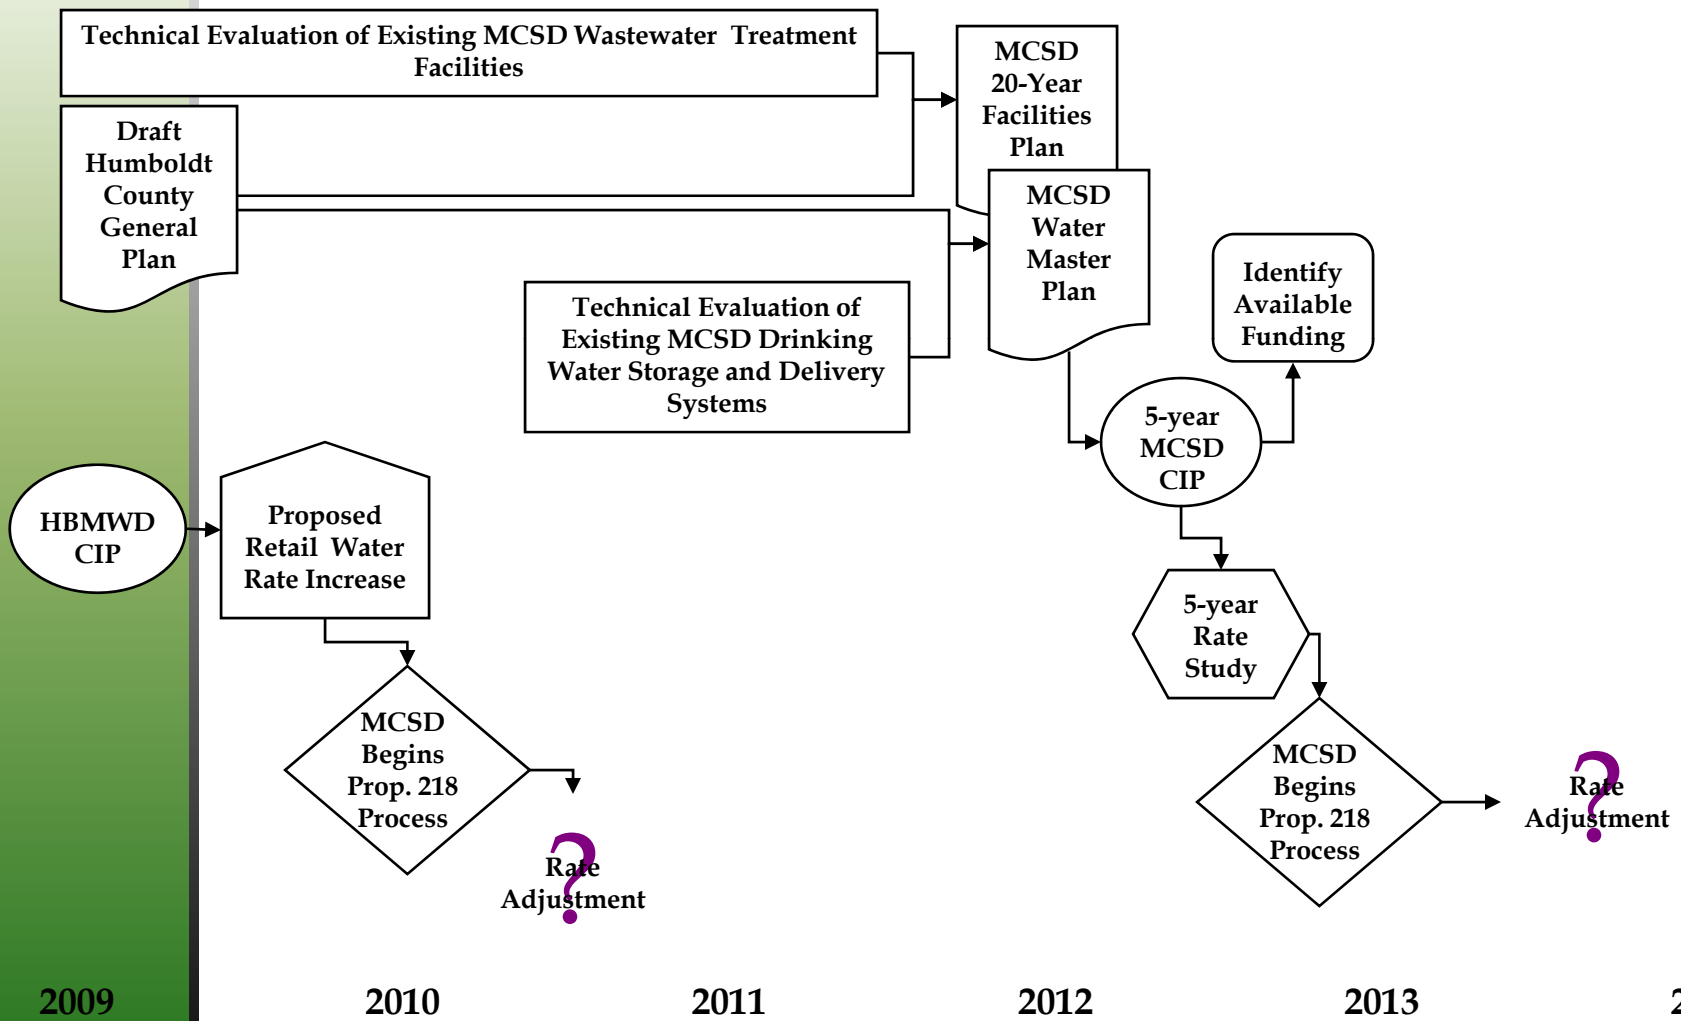 Technical Evaluation of Existing MCSD Wastewater Treatment
Facilities
MCSD
20-Year
Facilities
Plan
Draft
Humboldt
County
General
Plan
MCSD
Water
Master
Plan
Technical Evaluation of
Existing MCSD Drinking
Water Storage and Delivery
Systems
Identify
Available
Funding
5-year
MCSD
CIP
HBMWD
CIP
Proposed
Retail Water
Rate Increase
5-year
Rate
Study
MCSD
Begins
Prop. 218
Process
?
Rate
Adjustment
MCSD
Begins
Prop. 218
Process
?
Rate
Adjustment
2009 2010 2011 2012 2013